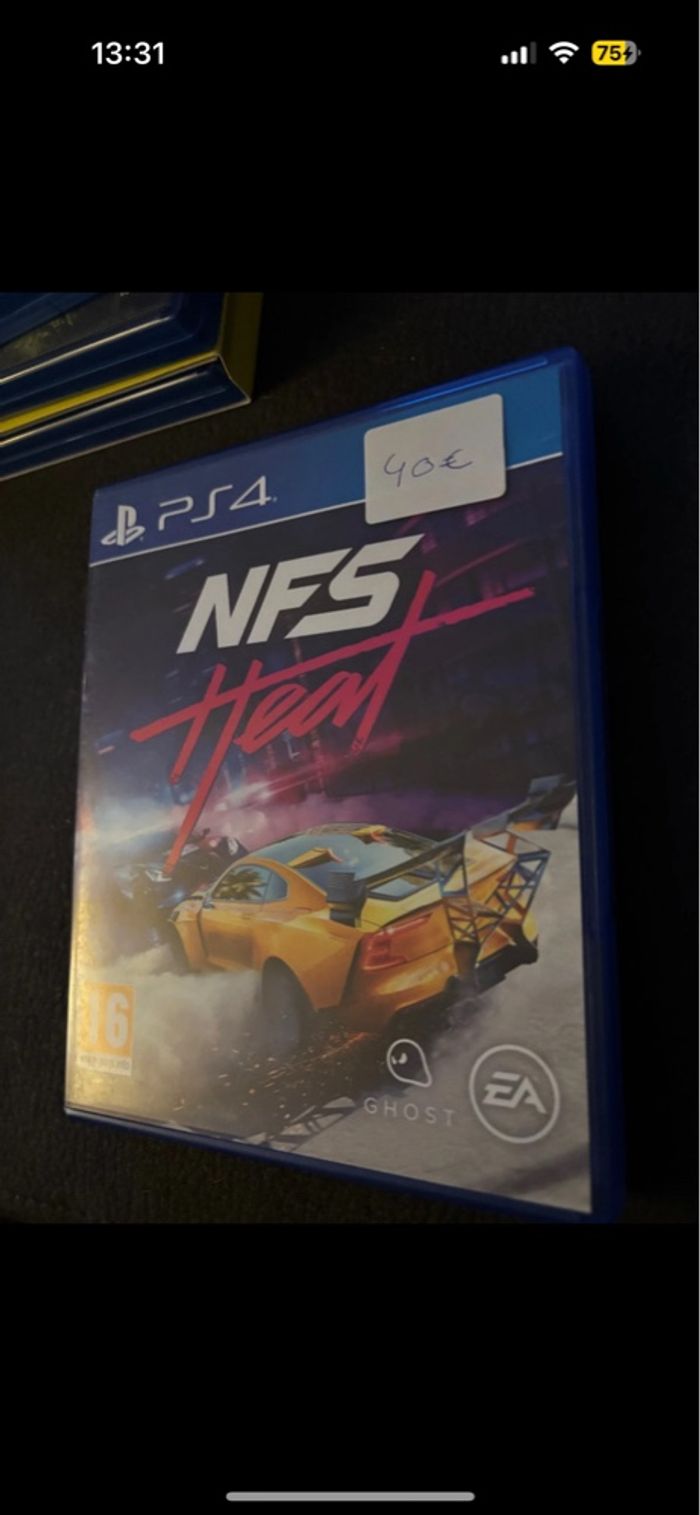 13:31
75
40€
PS4
NFS
Heat
16
GHOST
EA